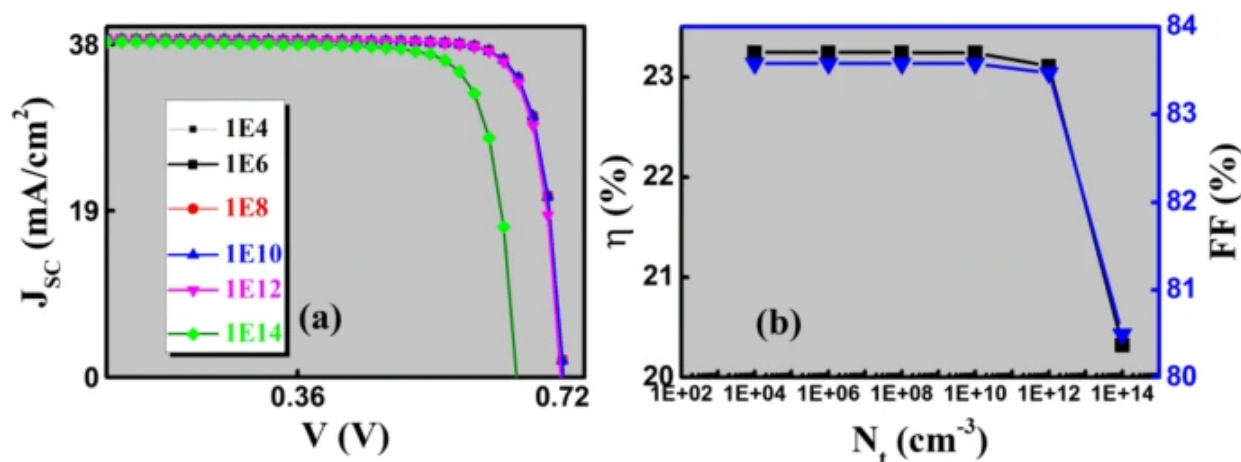 38
19
0
J_SC (mA/cm²)
1E4
1E6
1E8
1E10
1E12
1E14
(a)
0.36
0.72
V (V)
23
22
21
20
η (%)
(b)
84
83
82
81
80
FF (%)
1E+02 1E+04 1E+06 1E+08 1E+10 1E+12 1E+14
N_t (cm⁻³)